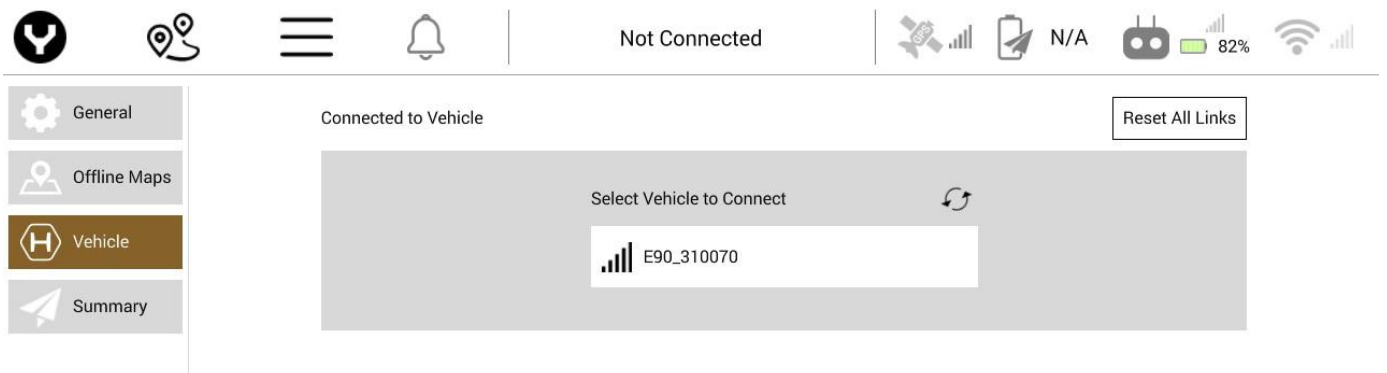 Not Connected
GPS
N/A
82%
General
Offline Maps
Vehicle
Summary
Connected to Vehicle
Reset All Links
Select Vehicle to Connect
E90_310070